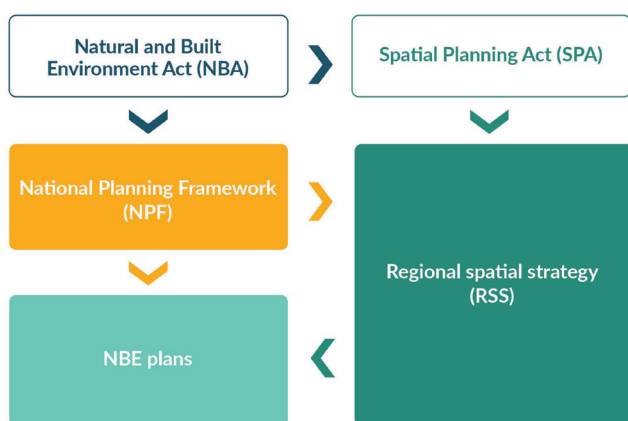 Natural and Built
Environment Act (NBA)
Spatial Planning Act (SPA)
National Planning Framework
(NPF)
Regional spatial strategy
(RSS)
NBE plans